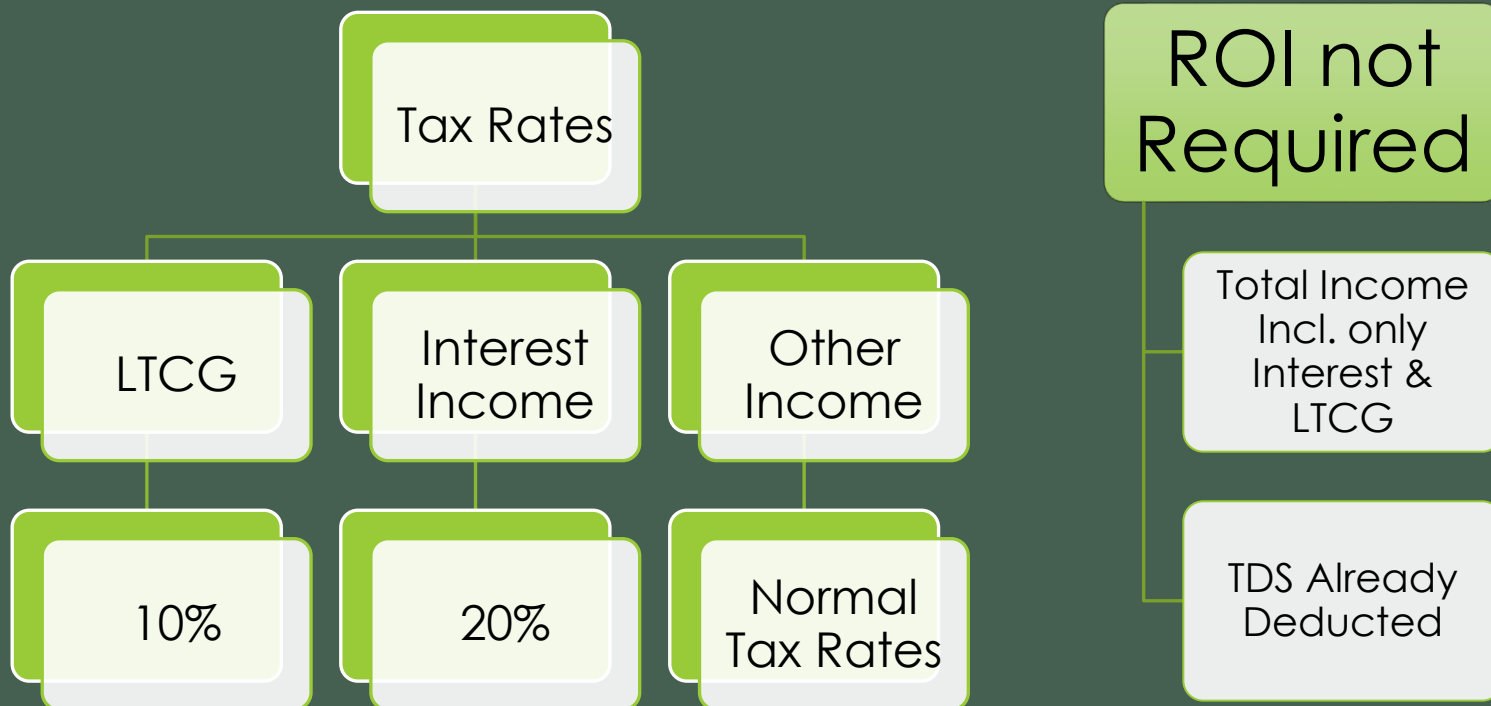 Tax Rates
LTCG
Interest
Income
Other
Income
10%
20%
Normal
Tax Rates
ROI not
Required
Total Income
Incl. only
Interest &
LTCG
TDS Already
Deducted